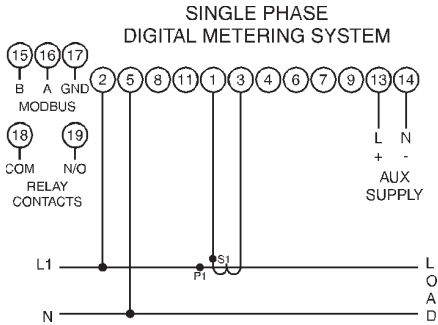 SINGLE PHASE
DIGITAL METERING SYSTEM
15 16 17
B A GND
MODBUS
2 5 8 11 1 3 4 6 7 9 13 14
18 19
COM N/O
RELAY
CONTACTS
L N
+ -
AUX
SUPPLY
S1
L1 P1
N
LOAD